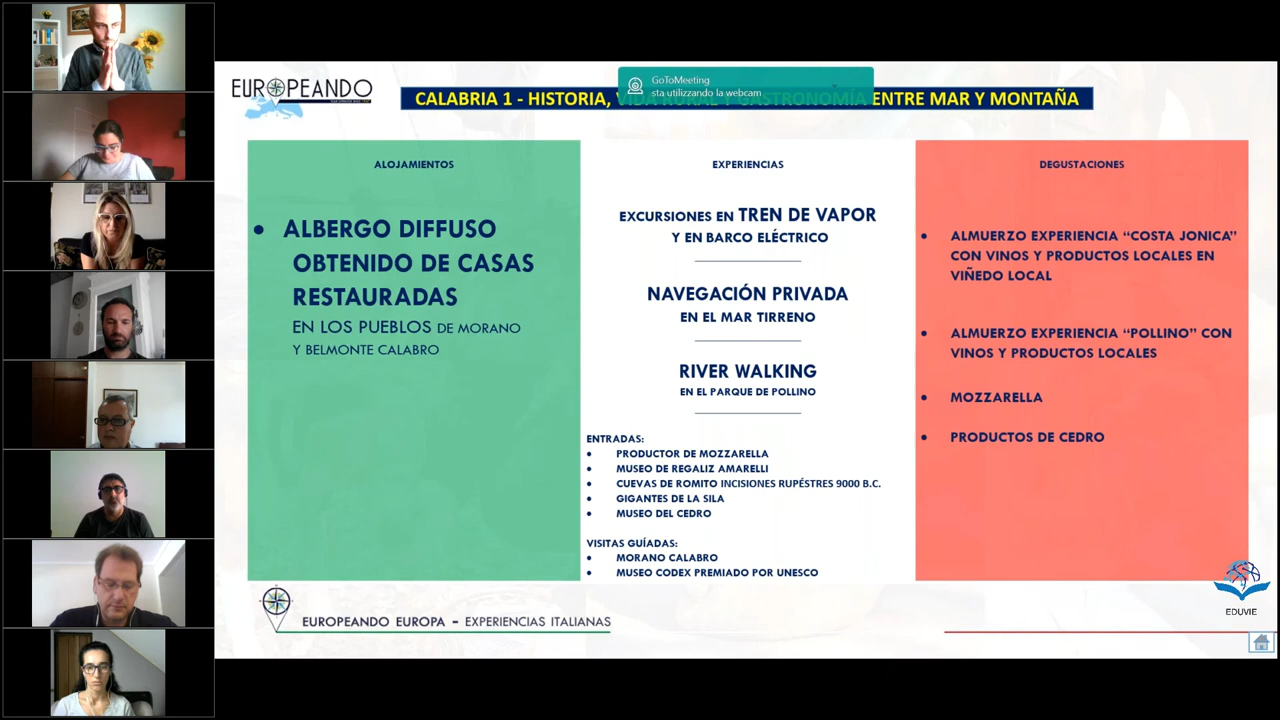 EUROPEANDO
GoToMeeting
sta utilizzando la webcam
CALABRIA 1 - HISTORIA, VIDA RURAL Y GASTRONOMÍA ENTRE MAR Y MONTAÑA
ALOJAMIENTOS
• ALBERGO DIFFUSO
OBTENIDO DE CASAS
RESTAURADAS
EN LOS PUEBLOS DE MORANO
Y BELMONTE CALABRO
EXPERIENCIAS
EXCURSIONES EN TREN DE VAPOR
Y EN BARCO ELÉCTRICO
NAVEGACIÓN PRIVADA
EN EL MAR TIRRENO
RIVER WALKING
EN EL PARQUE DE POLLINO
ENTRADAS:
• PRODUCTOR DE MOZZARELLA
• MUSEO DE REGALIZ AMARELLI
• CUEVAS DE ROMITO INCISIONES RUPÉSTRES 9000 B.C.
• GIGANTES DE LA SILA
• MUSEO DEL CEDRO
VISITAS GUÍADAS:
• MORANO CALABRO
• MUSEO CODEX PREMIADO POR UNESCO
DEGUSTACIONES
• ALMUERZO EXPERIENCIA “COSTA JONICA”
CON VINOS Y PRODUCTOS LOCALES EN
VIÑEDO LOCAL
• ALMUERZO EXPERIENCIA “POLLINO” CON
VINOS Y PRODUCTOS LOCALES
• MOZZARELLA
• PRODUCTOS DE CEDRO
EDUVIE
EUROPEANDO EUROPA – EXPERIENCIAS ITALIANAS